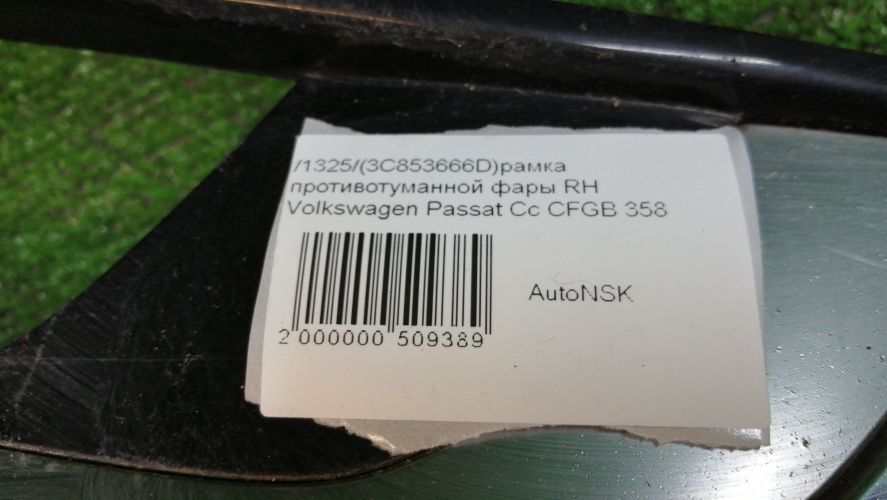 /1325/(3C853666D)рамка
противотуманной фары RH
Volkswagen Passat Cc CFGB 358
AutoNSK
2 000000 509389